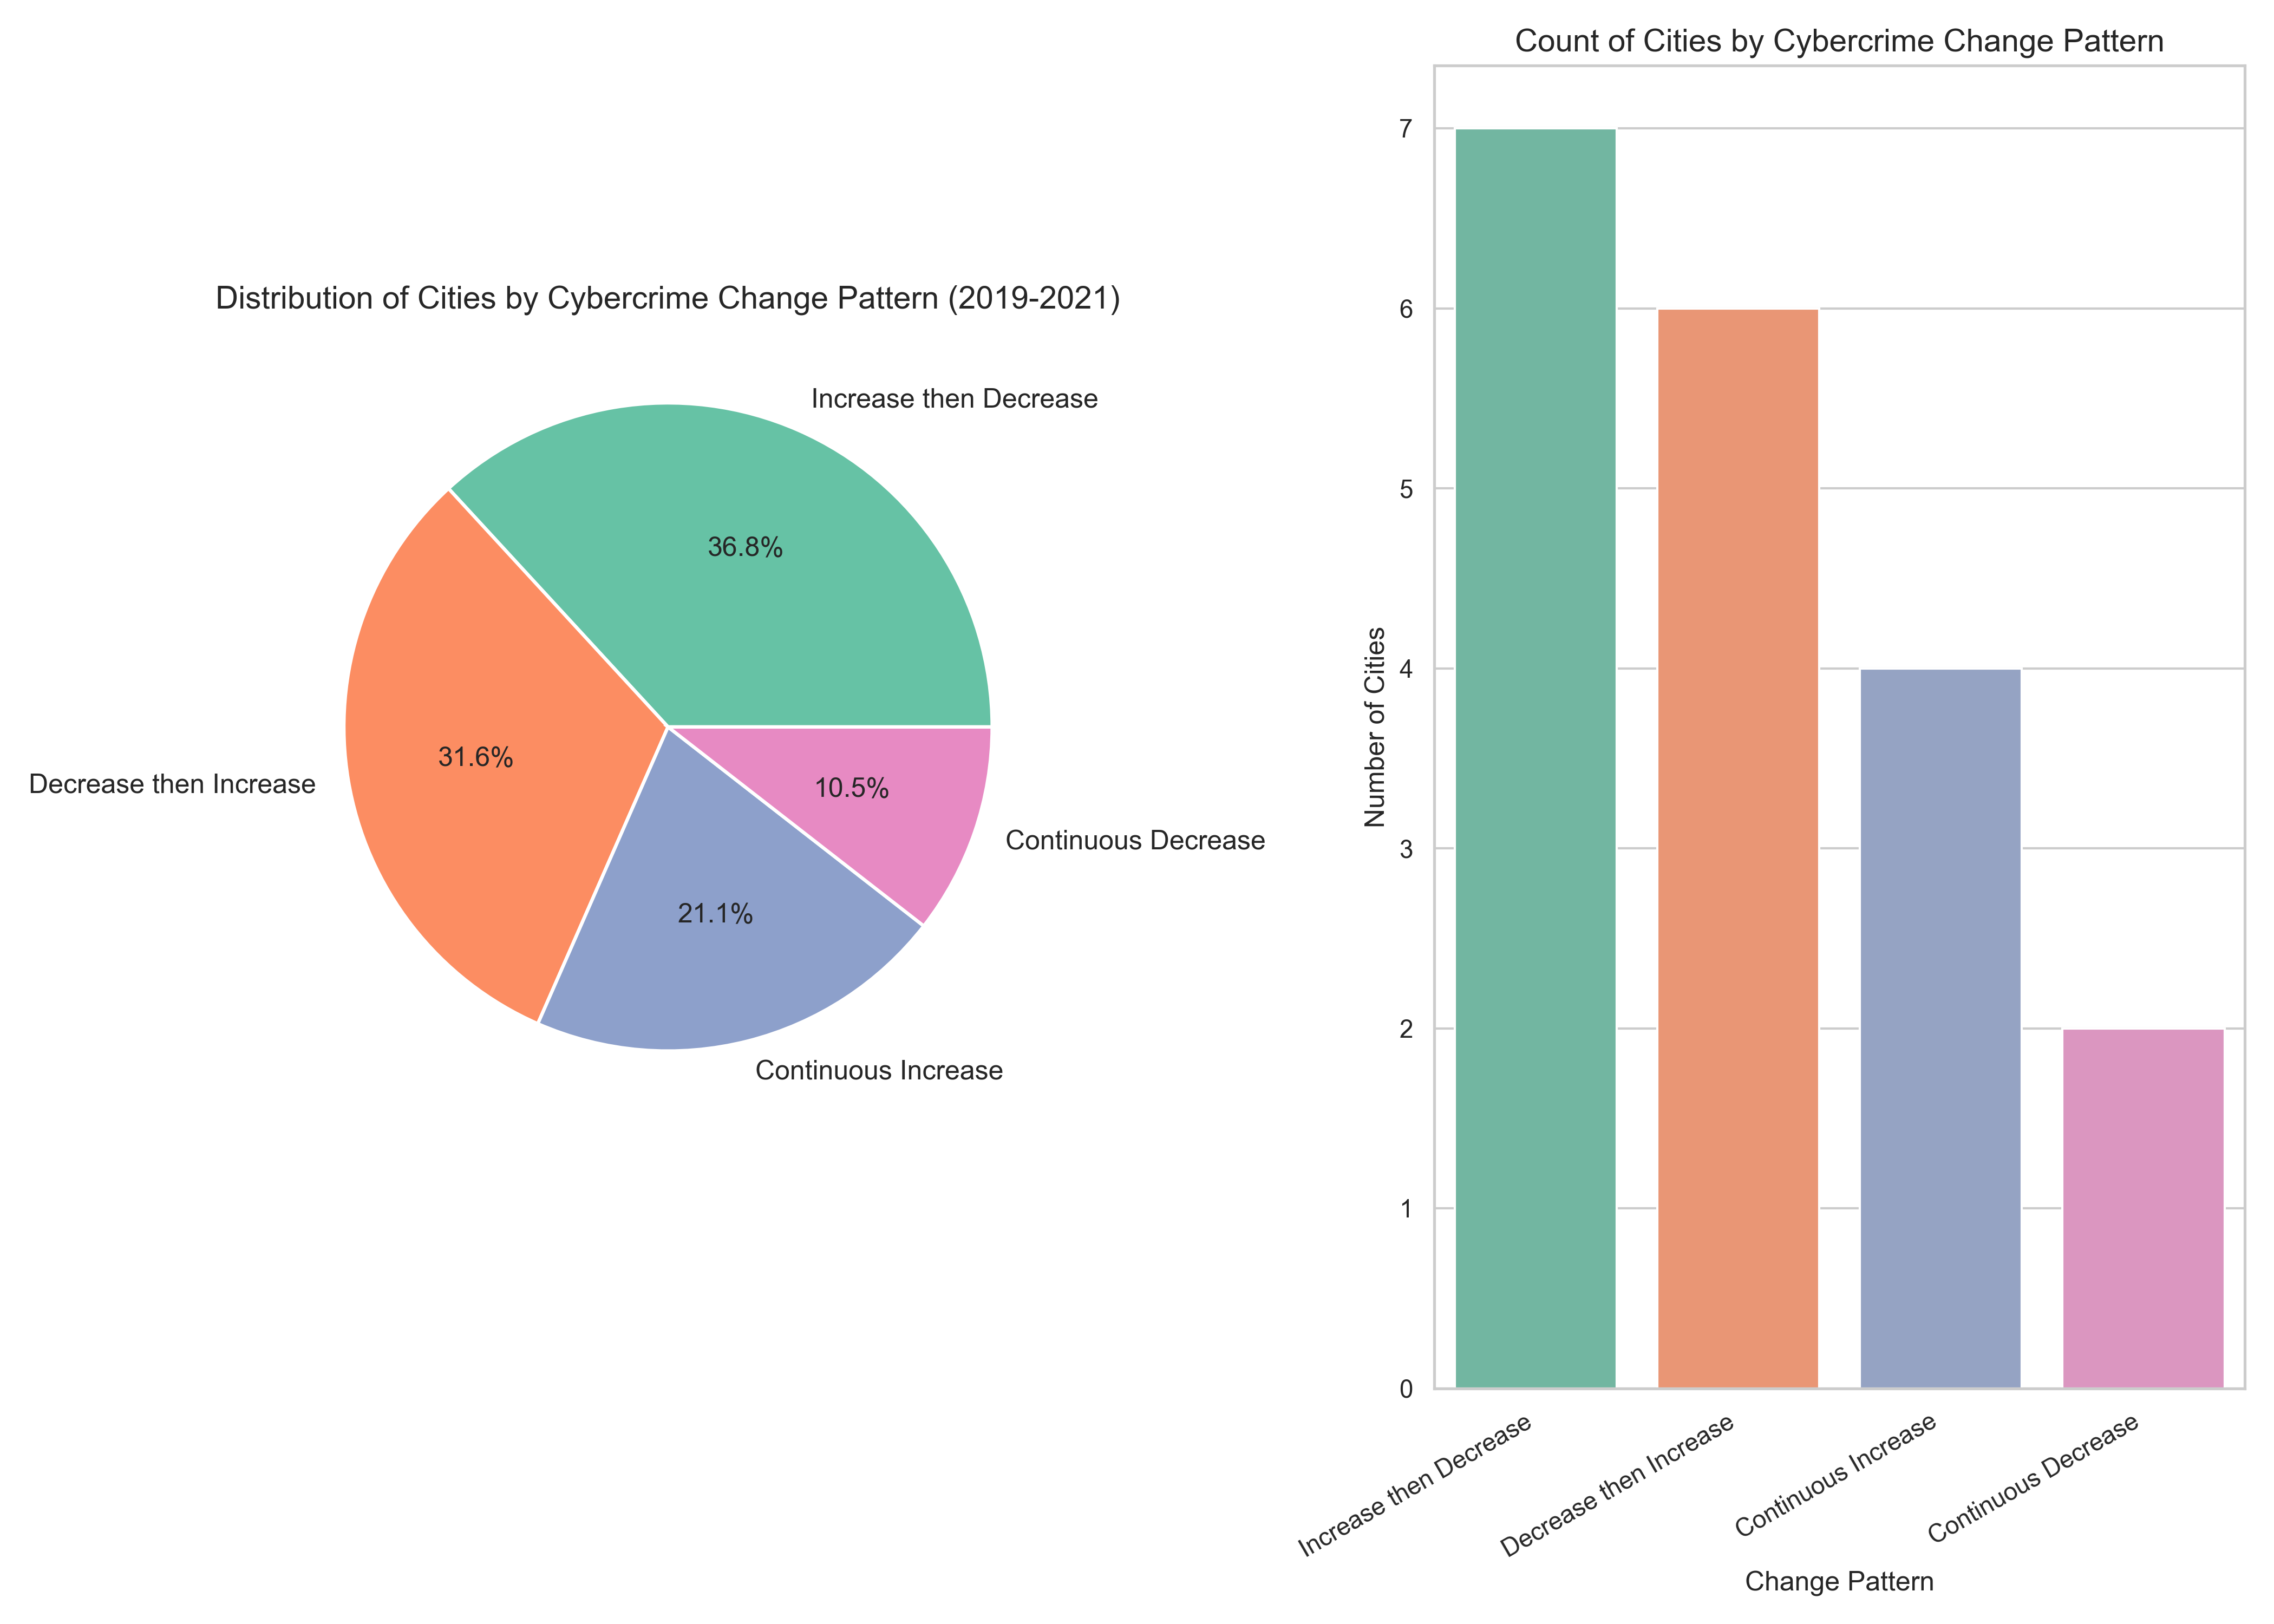 Distribution of Cities by Cybercrime Change Pattern (2019-2021)
Increase then Decrease
36.8%
Decrease then Increase
31.6%
Continuous Increase
21.1%
Continuous Decrease
10.5%
Count of Cities by Cybercrime Change Pattern
Number of Cities
7
6
5
4
3
2
1
0
Increase then Decrease
Decrease then Increase
Continuous Increase
Continuous Decrease
Change Pattern